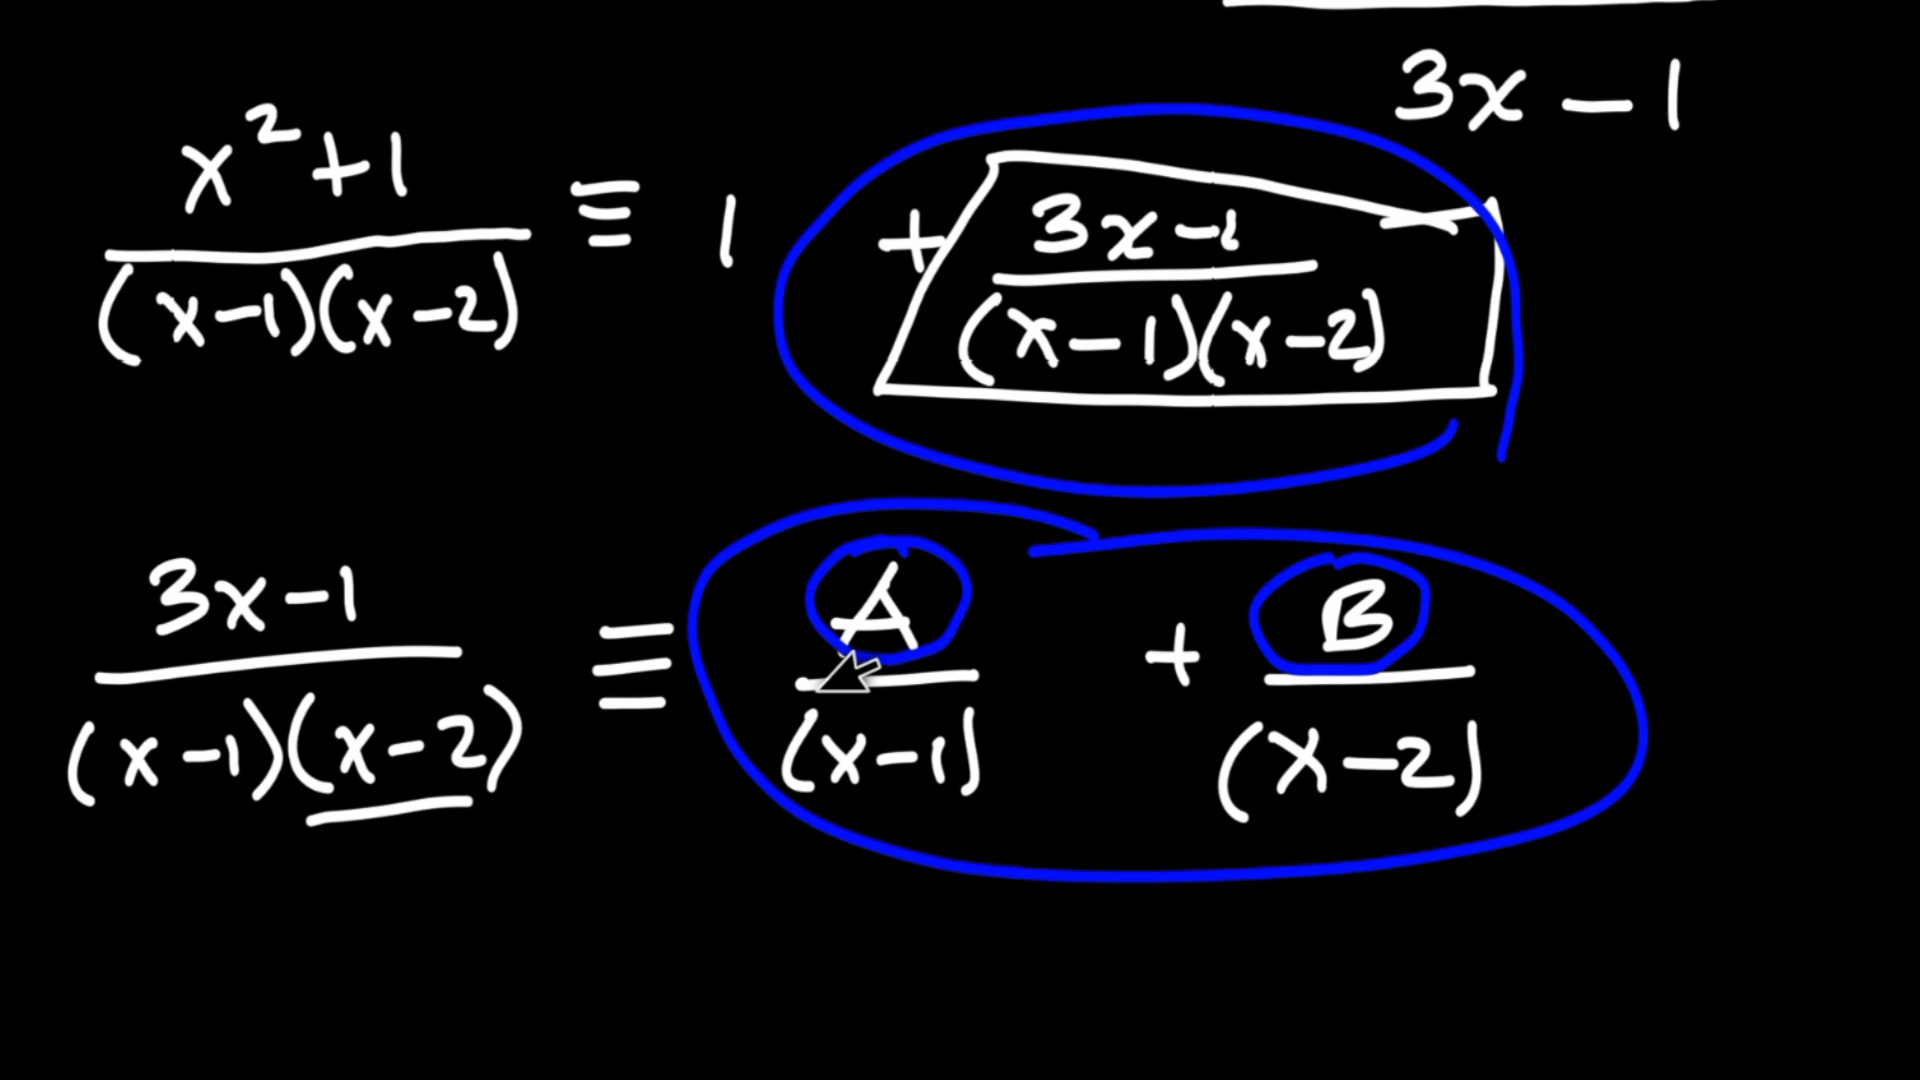 3x - 1
x² + 1 / (x - 1)(x - 2) ≡ 1 + 3x - 1 / (x - 1)(x - 2)
3x - 1 / (x - 1)(x - 2) ≡ A / (x - 1) + B / (x - 2)